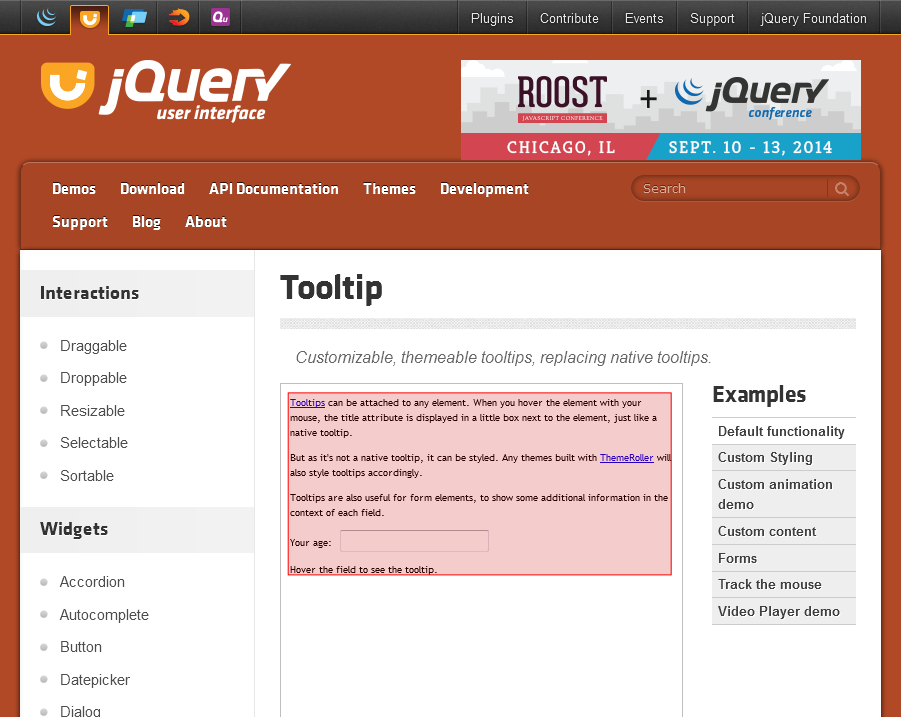 Qu
Plugins Contribute Events Support jQuery Foundation
jQuery
user interface
ROOST
JAVASCRIPT CONFERENCE
+
jQuery
conference
CHICAGO, IL SEPT. 10 - 13, 2014
Demos Download API Documentation Themes Development
Search
Support Blog About
Interactions
Draggable
Droppable
Resizable
Selectable
Sortable
Widgets
Accordion
Autocomplete
Button
Datepicker
Dialog
Tooltip
Customizable, themeable tooltips, replacing native tooltips.
Tooltips can be attached to any element. When you hover the element with your
mouse, the title attribute is displayed in a little box next to the element, just like a
native tooltip.
But as it's not a native tooltip, it can be styled. Any themes built with ThemeRoller will
also style tooltips accordingly.
Tooltips are also useful for form elements, to show some additional information in the
context of each field.
Your age:
Hover the field to see the tooltip.
Examples
Default functionality
Custom Styling
Custom animation
demo
Custom content
Forms
Track the mouse
Video Player demo